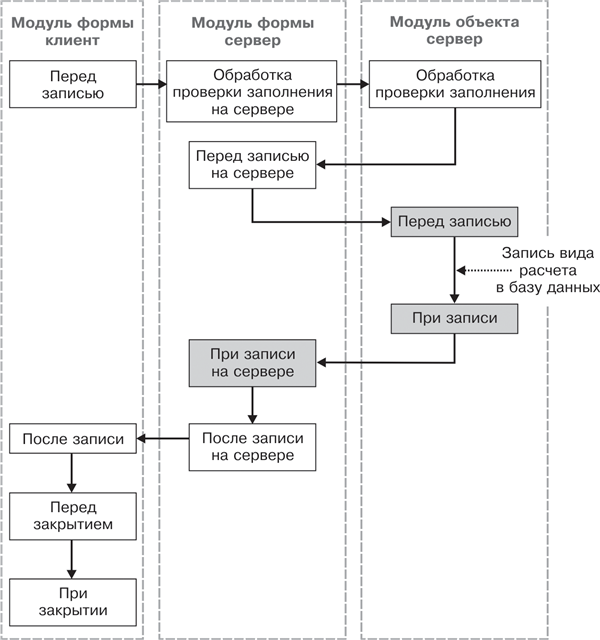 Модуль формы
клиент
Модуль формы
сервер
Модуль объекта
сервер
Перед
записью
Обработка
проверки заполнения
на сервере
Обработка
проверки заполнения
Перед записью
на сервере
Перед записью
Запись вида
расчета
в базу данных
При записи
При записи
на сервере
После записи
После записи
на сервере
Перед
закрытием
При
закрытии